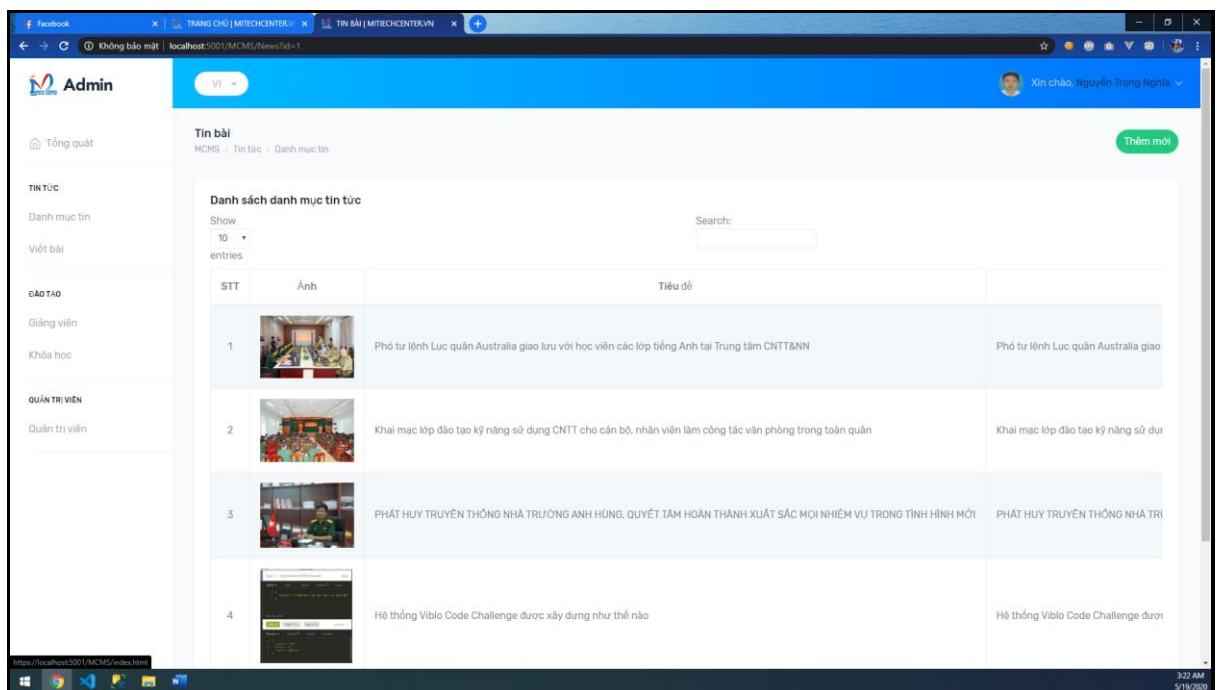 Facebook
TRANG CHỦ | MITECHCENTER.V
TIN BÀI | MITIECHCENTER.VN
Không bảo mật | localhost:5001/MCMS/News?id=1
Admin
VI
Xin chào, Nguyễn Trọng Nghĩa
Tổng quát
TIN TỨC
Danh mục tin
Viết bài
ĐÀO TẠO
Giảng viên
Khóa học
QUẢN TRỊ VIÊN
Quản trị viên
Tin bài
MCMS / Tin tức / Danh mục tin
Thêm mới
Danh sách danh mục tin tức
Show
10
entries
Search:
STT Ảnh Tiêu đề
1 Phó tư lệnh Lục quân Australia giao lưu với học viên các lớp tiếng Anh tại Trung tâm CNTT&NN Phó tư lệnh Lục quân Australia giao
2 Khai mạc lớp đào tạo kỹ năng sử dụng CNTT cho cán bộ, nhân viên làm công tác văn phòng trong toàn quân Khai mạc lớp đào tạo kỹ năng sử dụr
3 PHÁT HUY TRUYỀN THỐNG NHÀ TRƯỜNG ANH HÙNG, QUYẾT TÂM HOÀN THÀNH XUẤT SẮC MỌI NHIỆM VỤ TRONG TÌNH HÌNH MỚI PHÁT HUY TRUYỀN THỐNG NHÀ TRƯ
4 Hệ thống Viblo Code Challenge được xây dựng như thế nào Hệ thống Viblo Code Challenge được
https://localhost:5001/MCMS/index.html
3:22 AM
5/19/2020